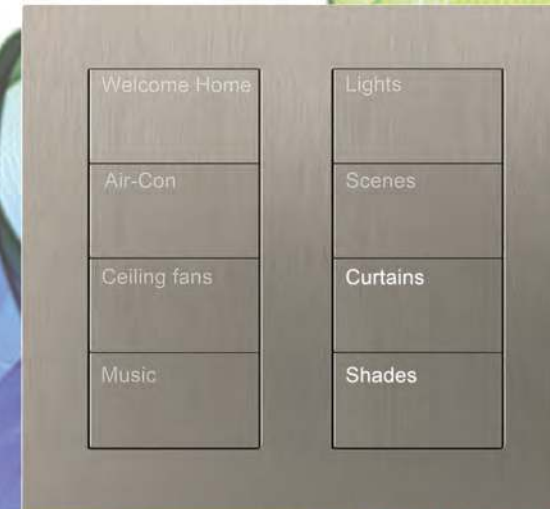 Welcome Home
Air-Con
Ceiling fans
Music
Lights
Scenes
Curtains
Shades